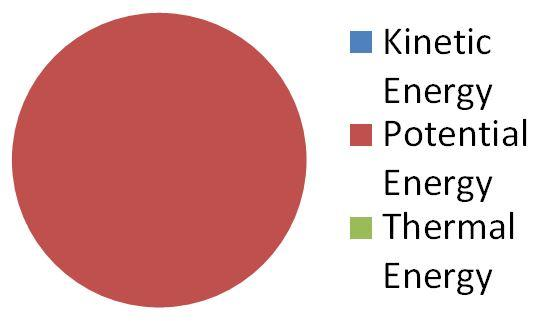 Kinetic
Energy
Potential
Energy
Thermal
Energy